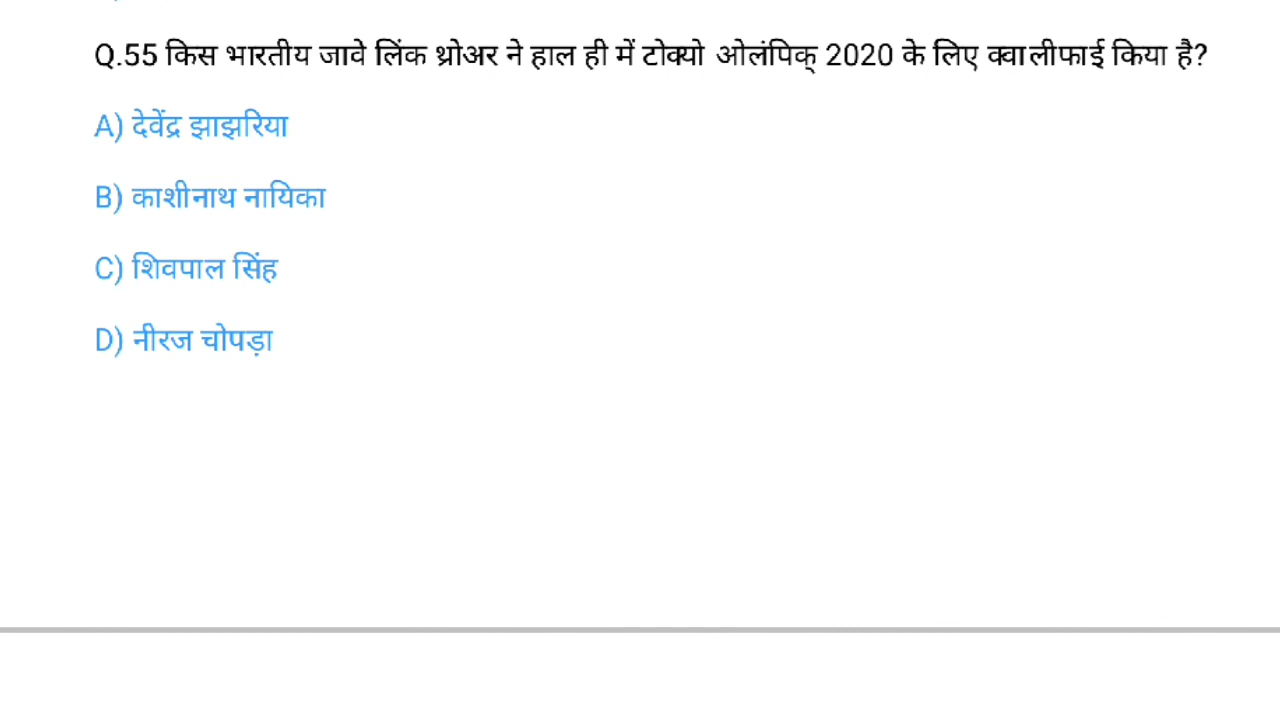 Q.55 किस भारतीय जावे लिंक थ्रोअर ने हाल ही में टोक्यो ओलंपिक् 2020 के लिए क्वालीफाई किया है?
A) देवेंद्र झाझरिया
B) काशीनाथ नायिका
C) शिवपाल सिंह
D) नीरज चोपड़ा